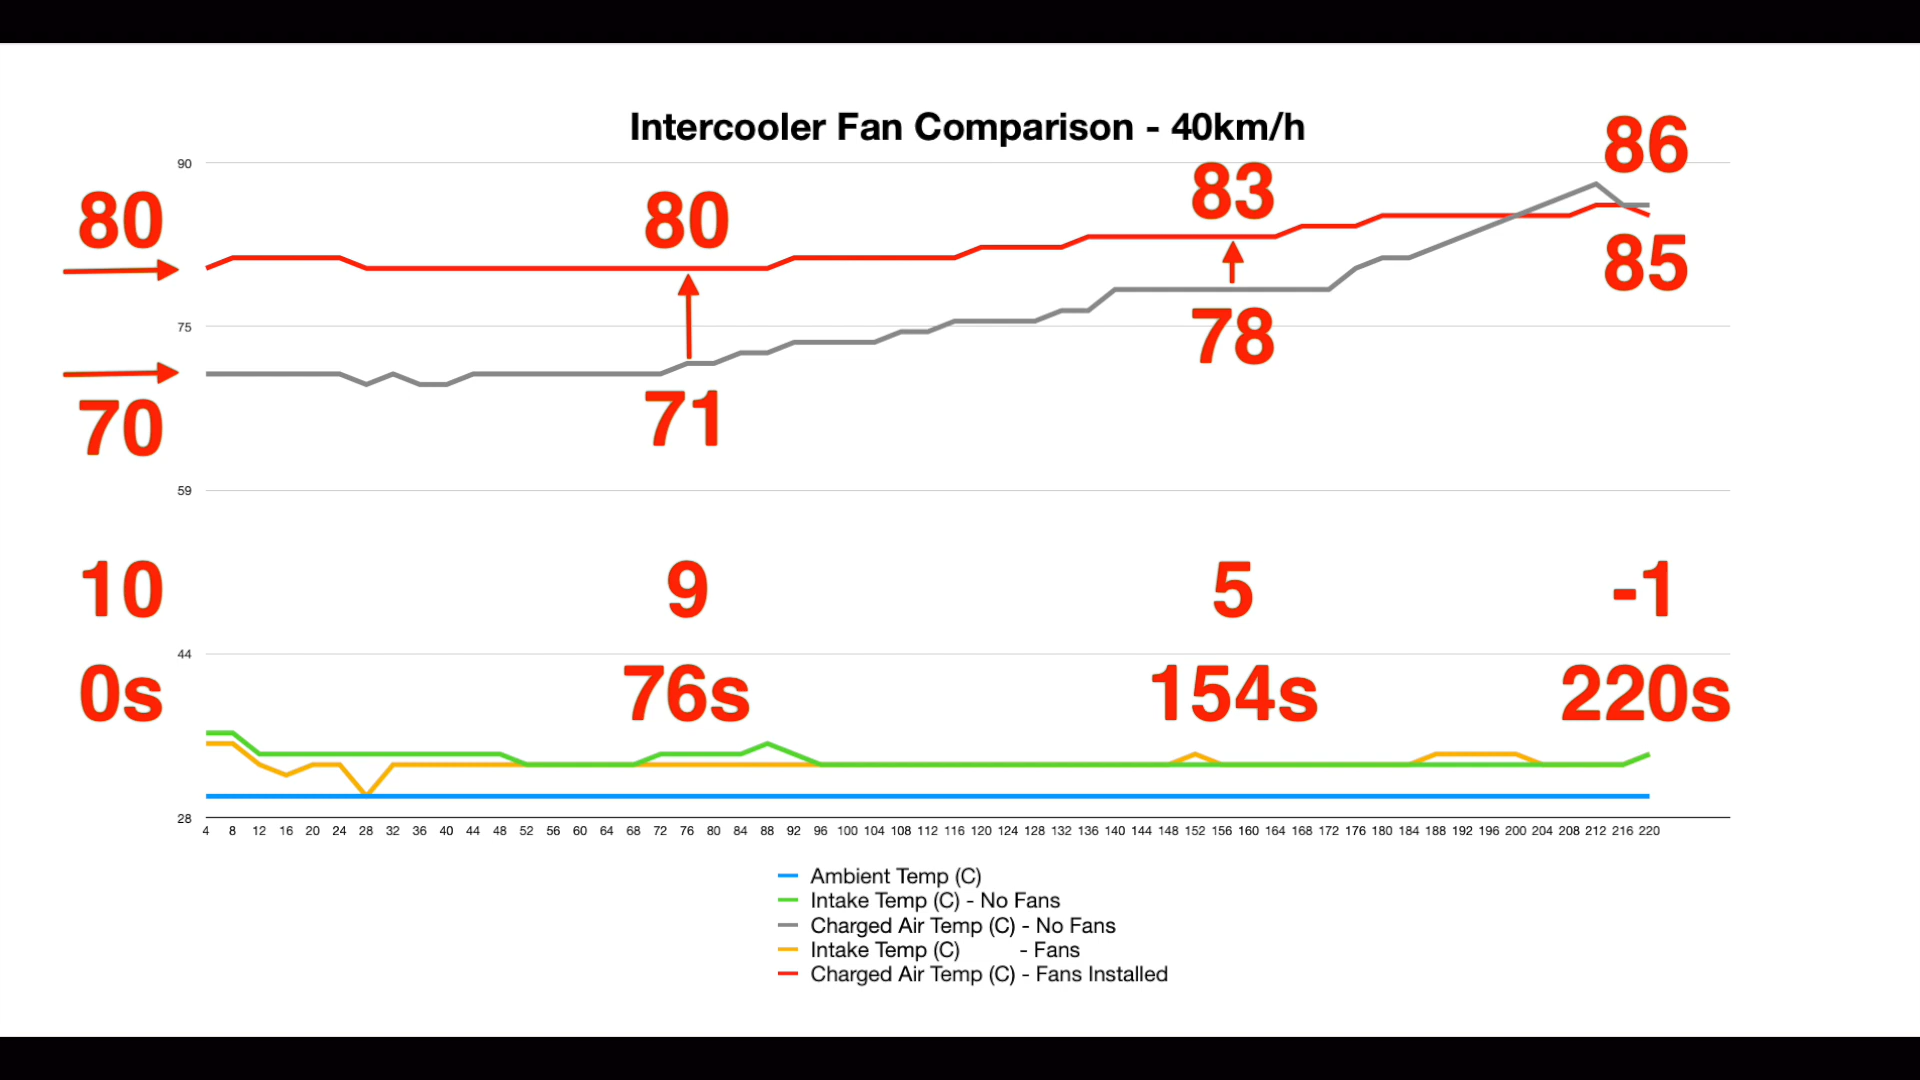 Intercooler Fan Comparison - 40km/h
86
90
80
80
83
85
75
78
70
71
59
10
9
5
-1
44
0s
76s
154s
220s
28
4 8 12 16 20 24 28 32 36 40 44 48 52 56 60 64 68 72 76 80 84 88 92 96 100 104 108 112 116 120 124 128 132 136 140 144 148 152 156 160 164 168 172 176 180 184 188 192 196 200 204 208 212 216 220
Ambient Temp (C)
Intake Temp (C) - No Fans
Charged Air Temp (C) - No Fans
Intake Temp (C) - Fans
Charged Air Temp (C) - Fans Installed